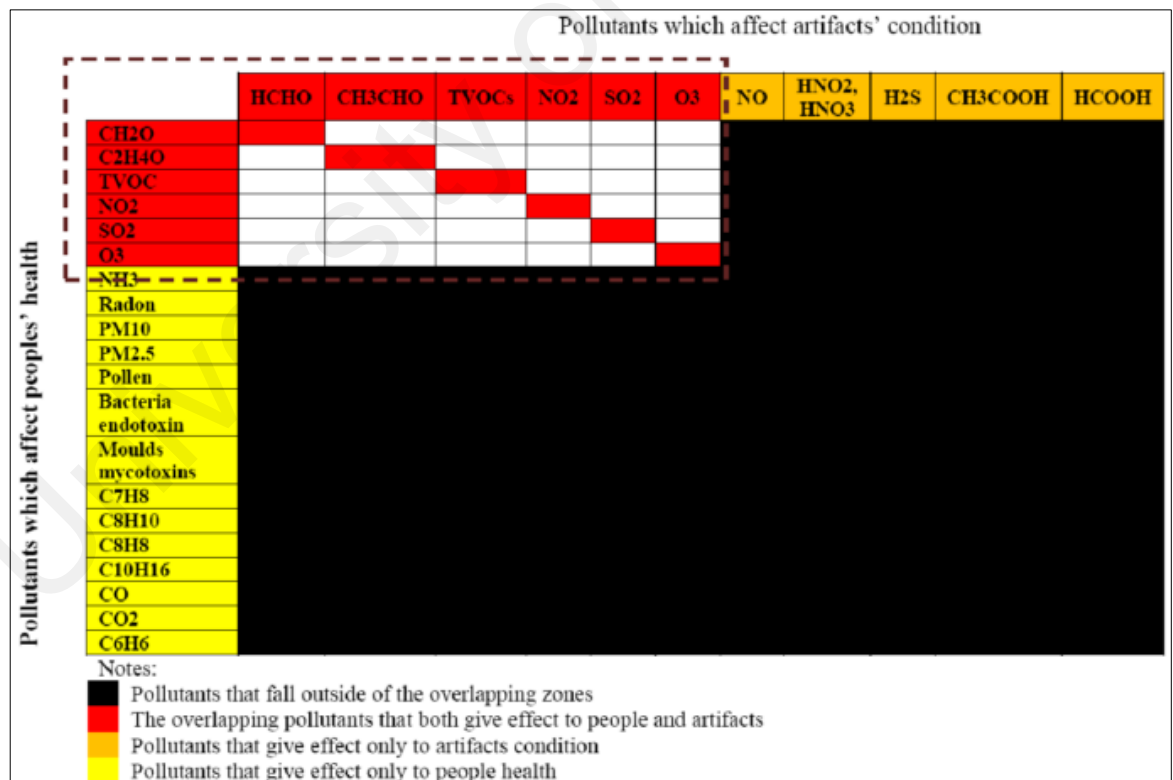 Pollutants which affect artifacts’ condition
HCHO CH3CHO TVOCs NO2 SO2 O3 NO HNO2, HNO3 H2S CH3COOH HCOOH
Pollutants which affect peoples’ health
CH2O
C2H4O
TVOC
NO2
SO2
O3
NH3
Radon
PM10
PM2.5
Pollen
Bacteria
endotoxin
Moulds
mycotoxins
C7H8
C8H10
C8H8
C10H16
CO
CO2
C6H6
Notes:
Pollutants that fall outside of the overlapping zones
The overlapping pollutants that both give effect to people and artifacts
Pollutants that give effect only to artifacts condition
Pollutants that give effect only to people health
University o